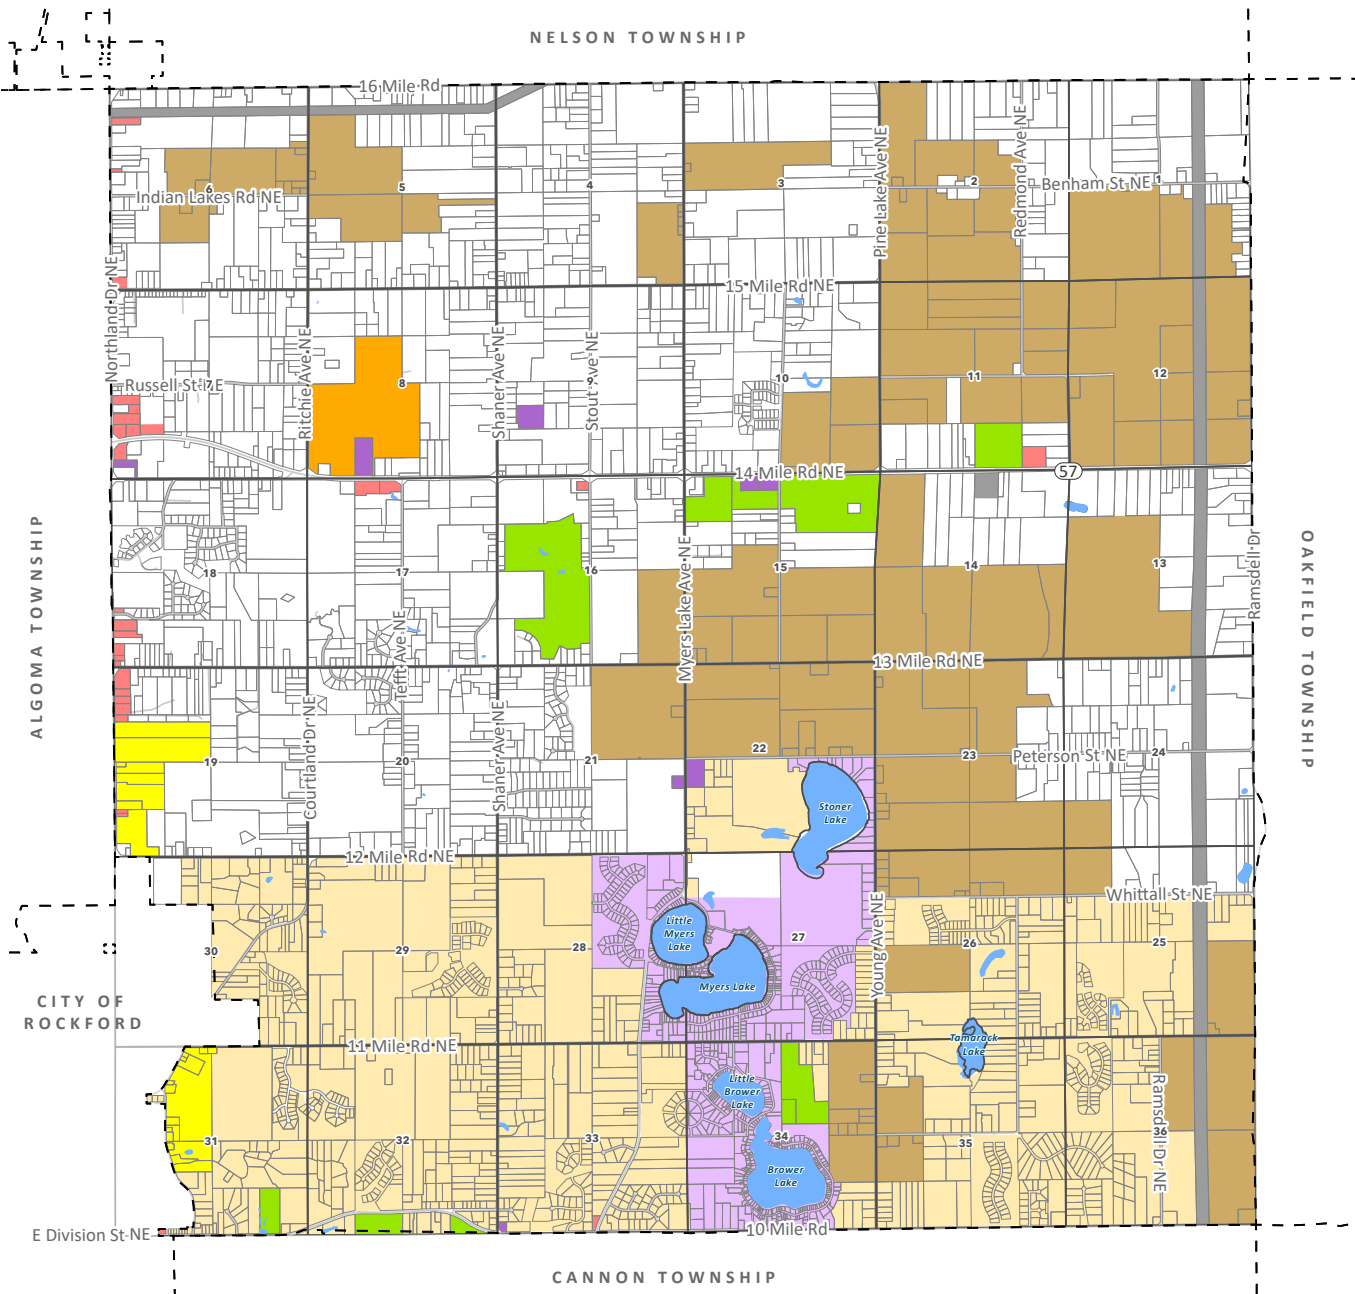 NELSON TOWNSHIP
16 Mile Rd
6
5
4
3
2
1
Indian Lakes Rd NE
Benham St NE
Pine Lake Ave NE
Redmond Ave NE
Northland Dr NE
15 Mile Rd NE
Ritchie Ave NE
Shaner Ave NE
Stout Ave NE
Russell St NE
7
8
9
10
11
12
14 Mile Rd NE
57
ALGOMA TOWNSHIP
OAKFIELD TOWNSHIP
Ramsdell Dr
Myers Lake Ave NE
Tefft Ave NE
18
17
16
15
14
13
13 Mile Rd NE
Courtland Dr NE
Shaner Ave NE
19
20
21
22
23
24
Peterson St NE
Stoner
Lake
12 Mile Rd NE
Whittall St NE
Young Ave NE
Little
Myers
Lake
Myers Lake
30
29
28
27
26
25
CITY OF
ROCKFORD
11 Mile Rd NE
Tamarack
Lake
Little
Brower
Lake
Ramsdell Dr NE
31
32
33
34
35
36
Brower
Lake
E Division St NE
10 Mile Rd
CANNON TOWNSHIP